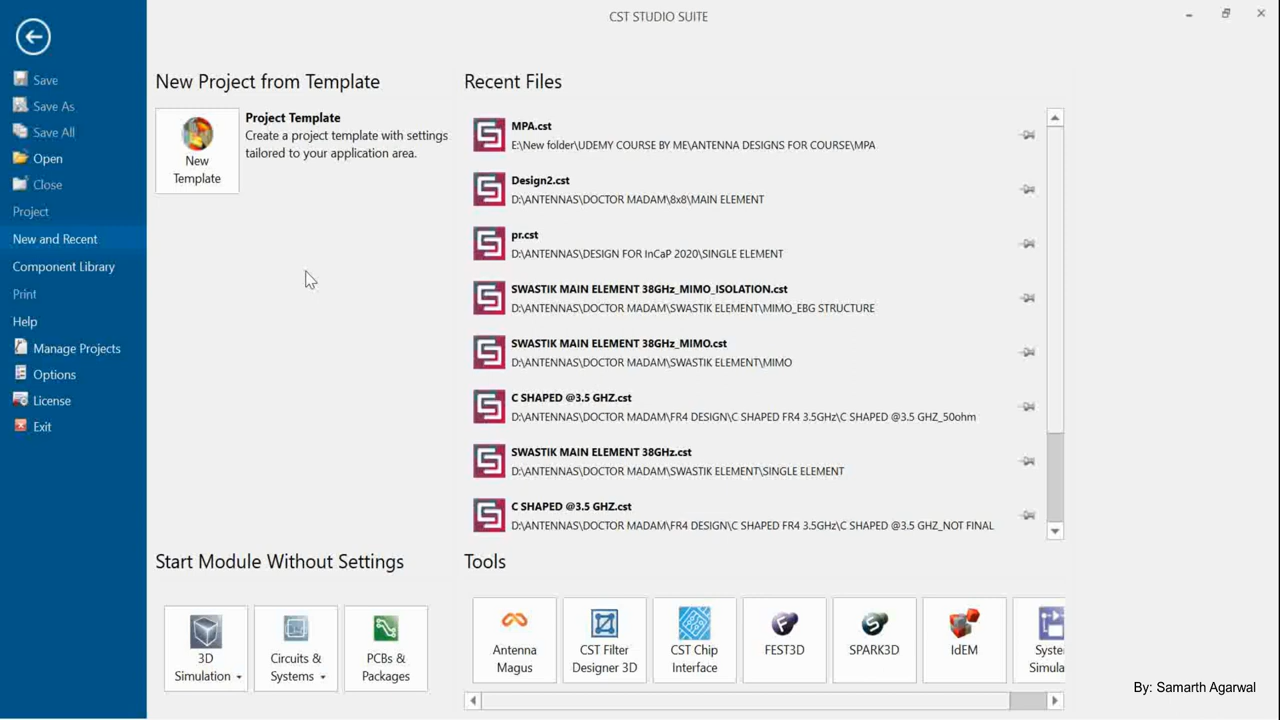 CST STUDIO SUITE
Save
Save As
Save All
Open
Close
Project
New and Recent
Component Library
Print
Help
Manage Projects
Options
License
Exit
New Project from Template
New
Template
Project Template
Create a project template with settings
tailored to your application area.
Recent Files
MPA.cst
E:\New folder\UDEMY COURSE BY ME\ANTENNA DESIGNS FOR COURSE\MPA
Design2.cst
D:\ANTENNAS\DOCTOR MADAM\8x8\MAIN ELEMENT
pr.cst
D:\ANTENNAS\DESIGN FOR InCaP 2020\SINGLE ELEMENT
SWASTIK MAIN ELEMENT 38GHz_MIMO_ISOLATION.cst
D:\ANTENNAS\DOCTOR MADAM\SWASTIK ELEMENT\MIMO_EBG STRUCTURE
SWASTIK MAIN ELEMENT 38GHz_MIMO.cst
D:\ANTENNAS\DOCTOR MADAM\SWASTIK ELEMENT\MIMO
C SHAPED @3.5 GHZ.cst
D:\ANTENNAS\DOCTOR MADAM\FR4 DESIGN\C SHAPED FR4 3.5GHz\C SHAPED @3.5 GHZ_50ohm
SWASTIK MAIN ELEMENT 38GHz.cst
D:\ANTENNAS\DOCTOR MADAM\SWASTIK ELEMENT\SINGLE ELEMENT
C SHAPED @3.5 GHZ.cst
D:\ANTENNAS\DOCTOR MADAM\FR4 DESIGN\C SHAPED FR4 3.5GHz\C SHAPED @3.5 GHZ_NOT FINAL
Start Module Without Settings
3D
Simulation
Circuits &
Systems
PCBs &
Packages
Tools
Antenna
Magus
CST Filter
Designer 3D
CST Chip
Interface
FEST3D
SPARK3D
IdEM
Syste
Simula
By: Samarth Agarwal